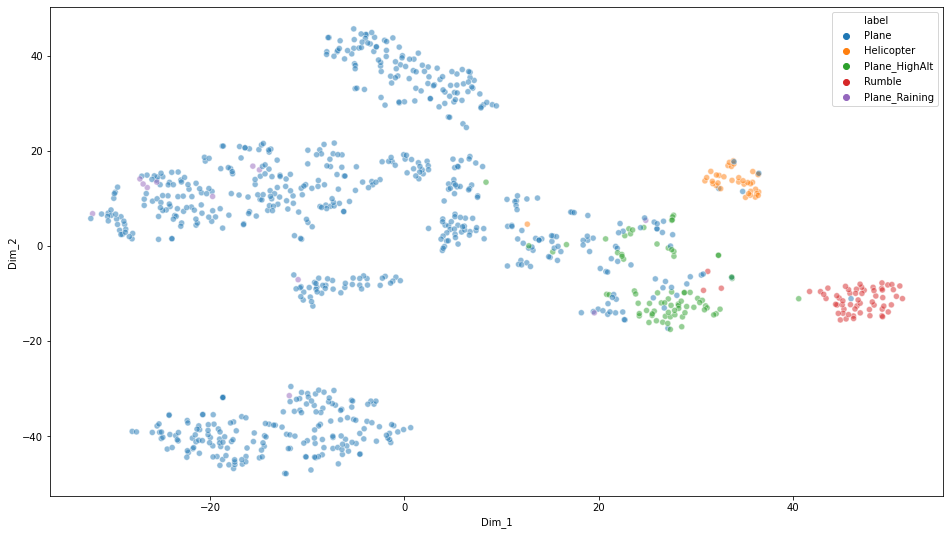 label
Plane
Helicopter
Plane_HighAlt
Rumble
Plane_Raining
40
20
0
−20
−40
Dim_2
−20
0
20
40
Dim_1